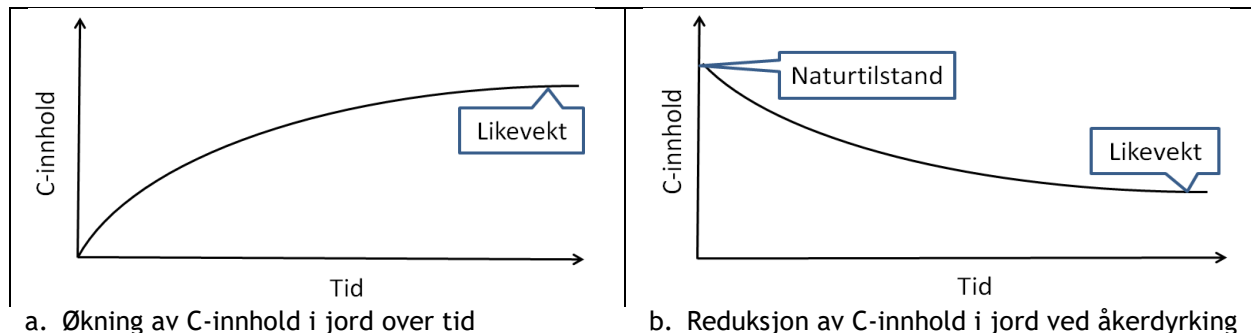 C-innhold
Likevekt
Tid
a. Økning av C-innhold i jord over tid
C-innhold
Naturtilstand
Likevekt
Tid
b. Reduksjon av C-innhold i jord ved åkerdyrking